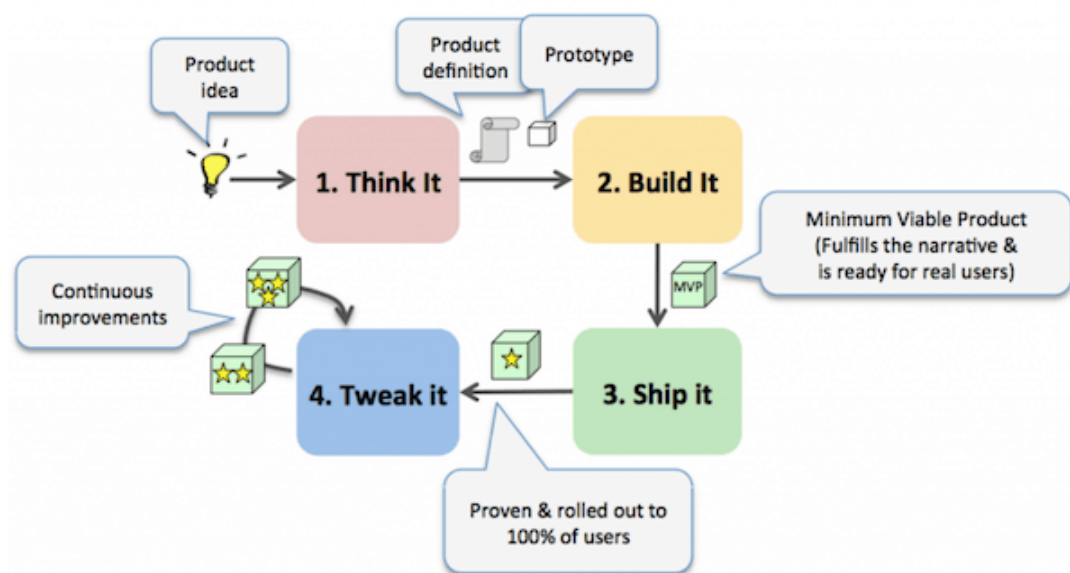 Product
idea
Product
definition
Prototype
1. Think It
2. Build It
Minimum Viable Product
(Fulfills the narrative &
is ready for real users)
MVP
Continuous
improvements
4. Tweak it
3. Ship it
Proven & rolled out to
100% of users